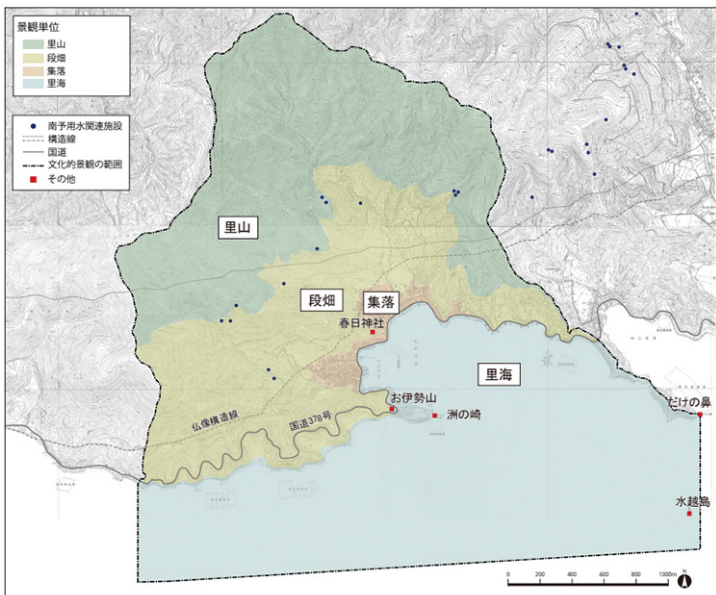 景観単位
里山
段畑
集落
里海
南予用水関連施設
構造線
国道
文化的景観の範囲
その他
里山
段畑
集落
春日神社
里海
お伊勢山
洲の崎
だけの鼻
仏像構造線
国道378号
水越島
0 200 400 600 800 1000m
N